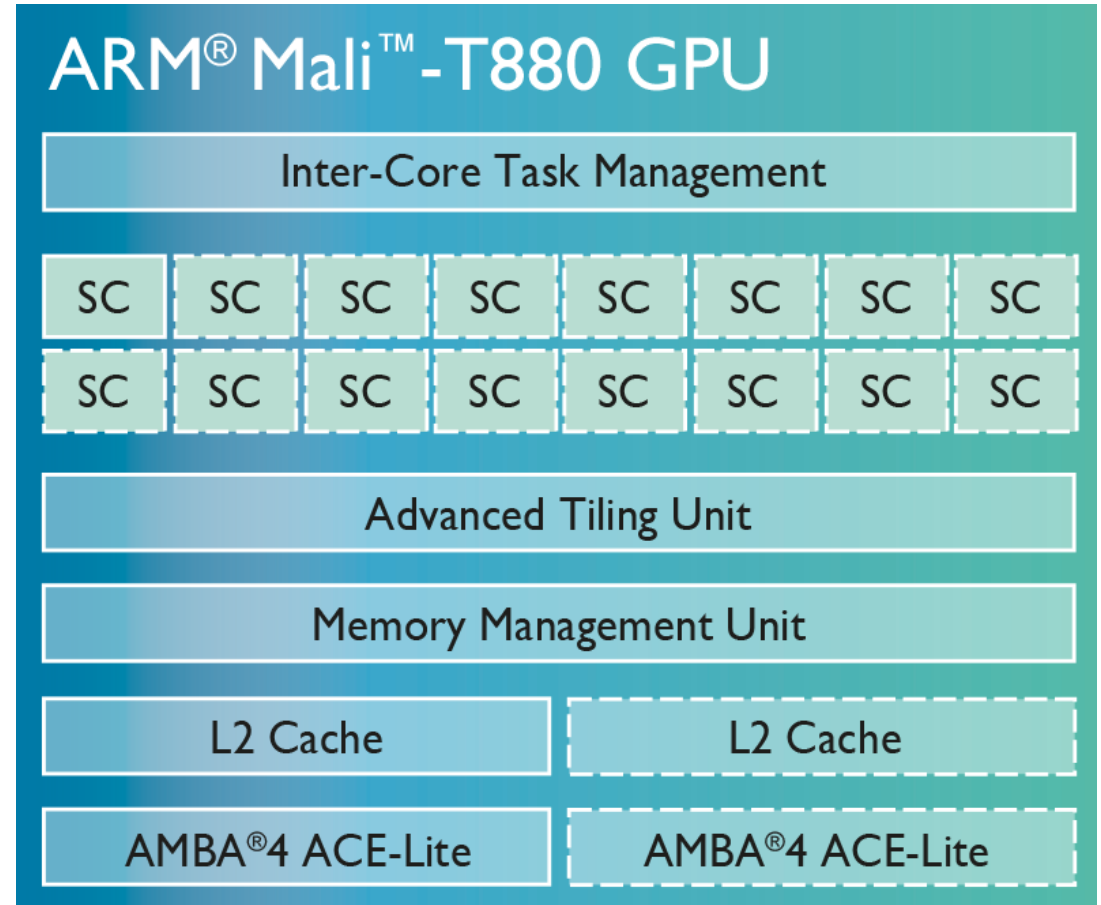 ARM® Mali™-T880 GPU
Inter-Core Task Management
SC SC SC SC SC SC SC SC
SC SC SC SC SC SC SC SC
Advanced Tiling Unit
Memory Management Unit
L2 Cache L2 Cache
AMBA®4 ACE-Lite AMBA®4 ACE-Lite